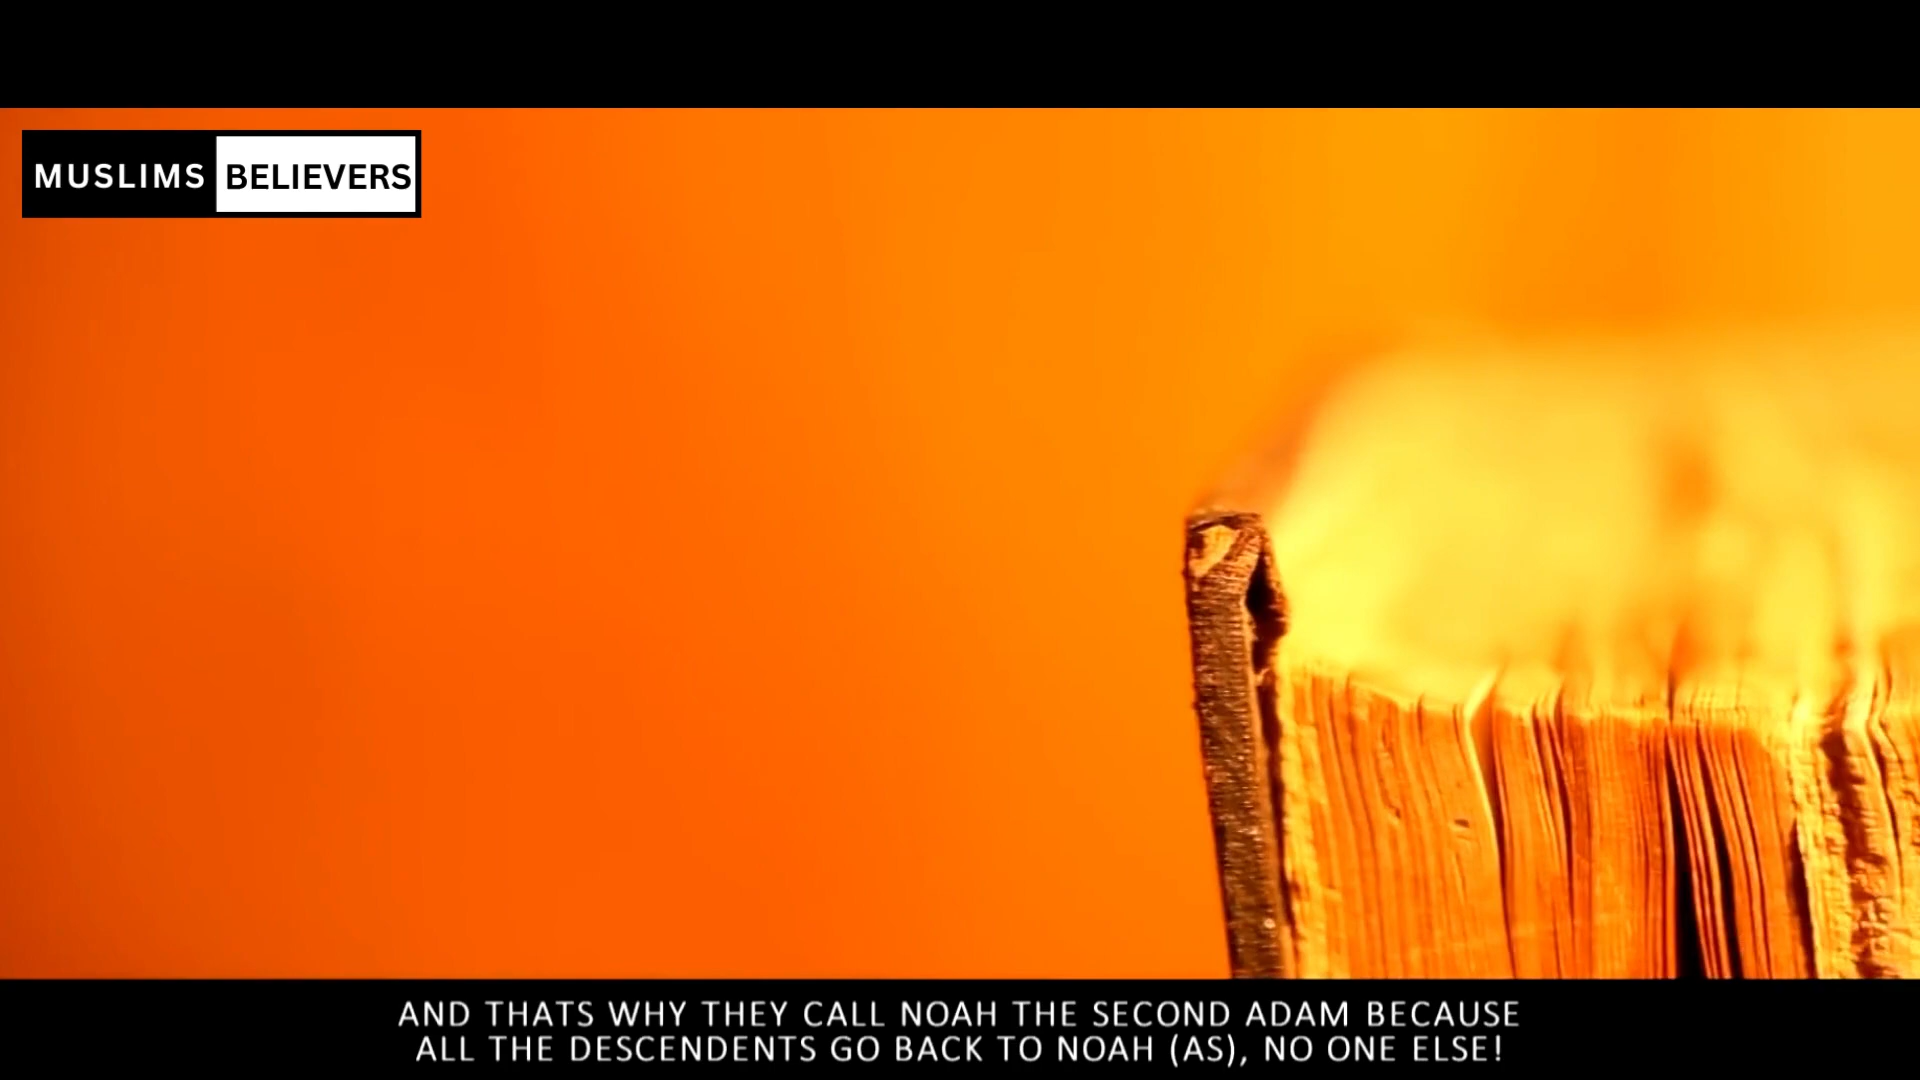 MUSLIMS BELIEVERS
AND THATS WHY THEY CALL NOAH THE SECOND ADAM BECAUSE
ALL THE DESCENDENTS GO BACK TO NOAH (AS), NO ONE ELSE!